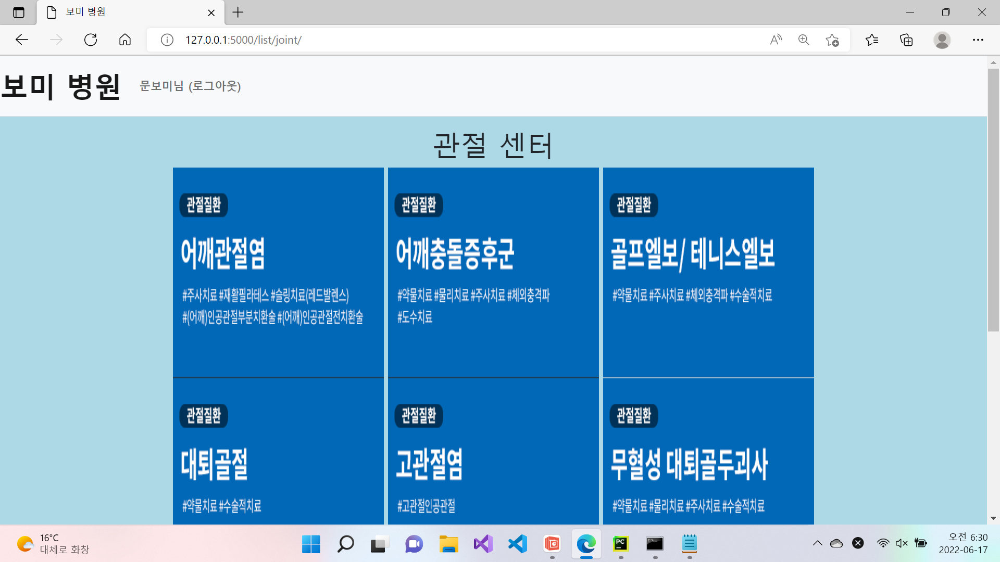 보미 병원
127.0.0.1:5000/list/joint/
보미 병원 문보미님 (로그아웃)
관절 센터
관절질환
어깨관절염
#주사치료 #재활필라테스 #슬링치료(레드발렌스)
#(어깨)인공관절부분치환술 #(어깨)인공관절전치환술
관절질환
어깨충돌증후군
#약물치료 #물리치료 #주사치료 #체외충격파
#도수치료
관절질환
골프엘보/ 테니스엘보
#약물치료 #주사치료 #체외충격파 #수술적치료
관절질환
대퇴골절
#약물치료 #수술적치료
관절질환
고관절염
#고관절인공관절
관절질환
무혈성 대퇴골두괴사
#약물치료 #물리치료 #주사치료 #수술적치료
16°C
대체로 화창
PC
오전 6:30
2022-06-17